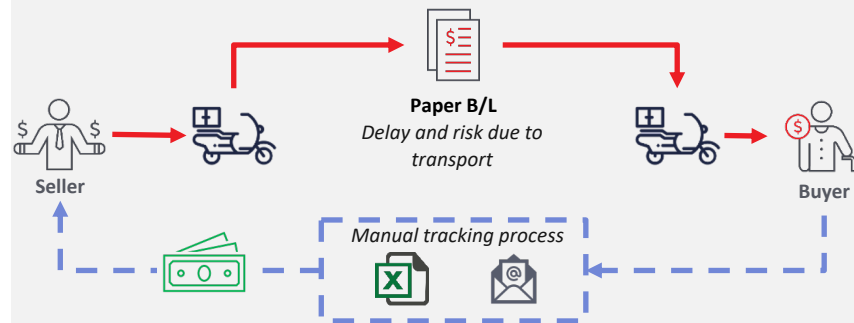 $≡
Paper B/L
Delay and risk due to
transport
$ $
$
Seller
Buyer
Manual tracking process
X
@